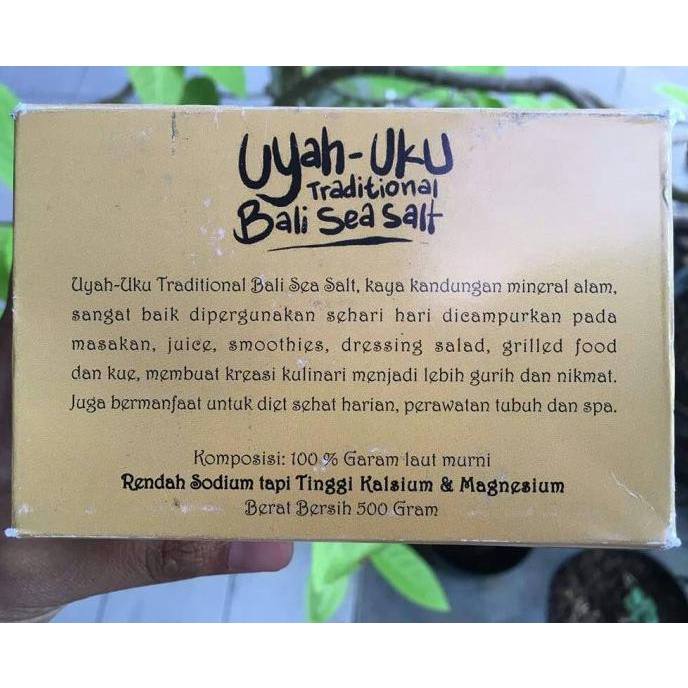 Uyah-Uku
Traditional
Bali Sea Salt
Uyah-Uku Traditional Bali Sea Salt, kaya kandungan mineral alam,
sangat baik dipergunakan sehari hari dicampurkan pada
masakan, juice, smoothies, dressing salad, grilled food
dan kue, membuat kreasi kulinari menjadi lebih gurih dan nikmat.
Juga bermanfaat untuk diet sehat harian, perawatan tubuh dan spa.
Komposisi: 100 % Garam laut murni
Rendah Sodium tapi Tinggi Kalsium & Magnesium
Berat Bersih 500 Gram